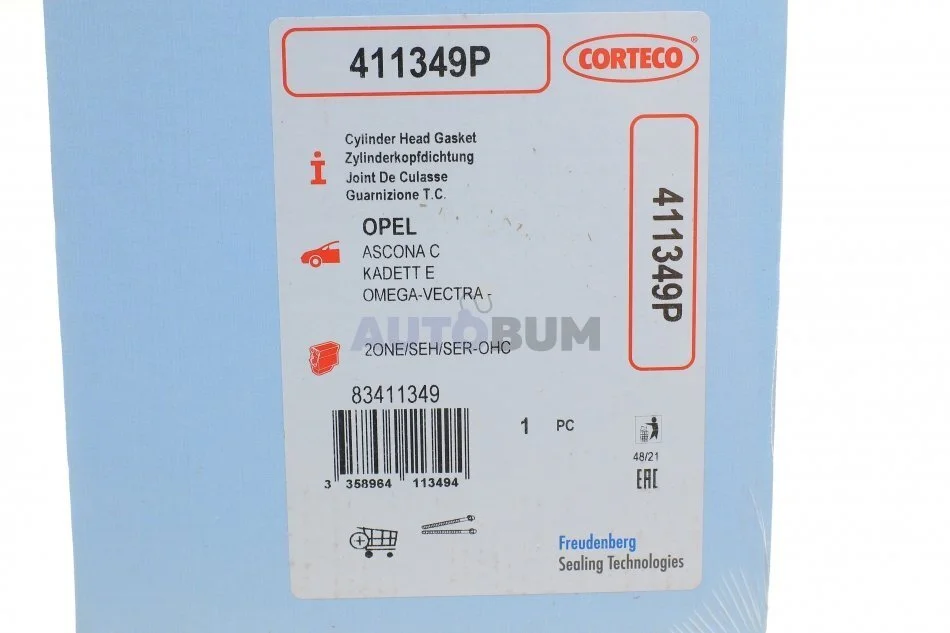 411349P
CORTECO®
i
Cylinder Head Gasket
Zylinderkopfdichtung
Joint De Culasse
Guarnizione T.C.
411349P
OPEL
ASCONA C
KADETT E
OMEGA-VECTRA -
AUTOBUM
2ONE/SEH/SER-OHC
83411349
1 PC
3 358964 113494
48/21
EAC
Freudenberg
Sealing Technologies